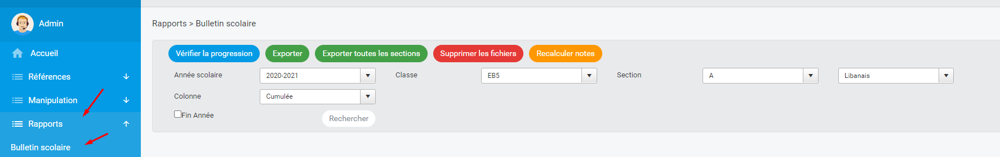 Admin
Accueil
Références
Manipulation
Rapports
Bulletin scolaire
Rapports > Bulletin scolaire
Vérifier la progression Exporter Exporter toutes les sections Supprimer les fichiers Recalculer notes
Année scolaire 2020-2021 Classe EB5 Section A Libanais
Colonne Cumulée
Fin Année Rechercher